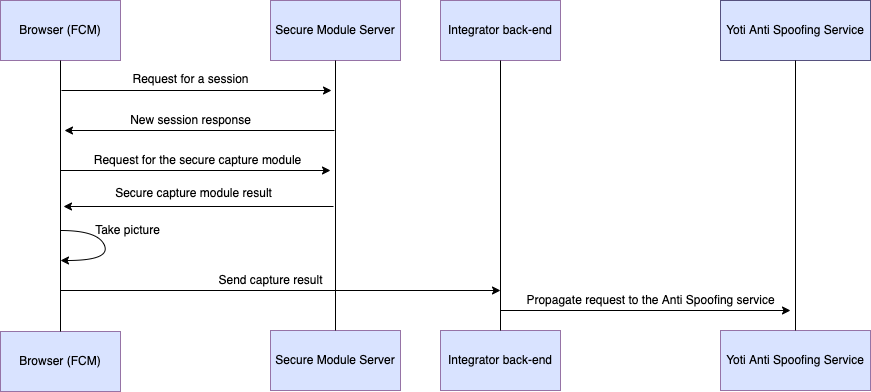 Browser (FCM)
Secure Module Server
Integrator back-end
Yoti Anti Spoofing Service
Request for a session
New session response
Request for the secure capture module
Secure capture module result
Take picture
Send capture result
Propagate request to the Anti Spoofing service
Browser (FCM)
Secure Module Server
Integrator back-end
Yoti Anti Spoofing Service